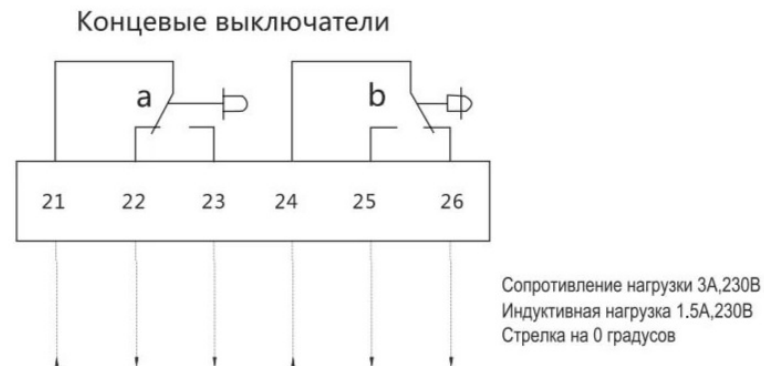 Концевые выключатели
a b
21 22 23 24 25 26
Сопротивление нагрузки 3А,230В
Индуктивная нагрузка 1.5А,230В
Стрелка на 0 градусов